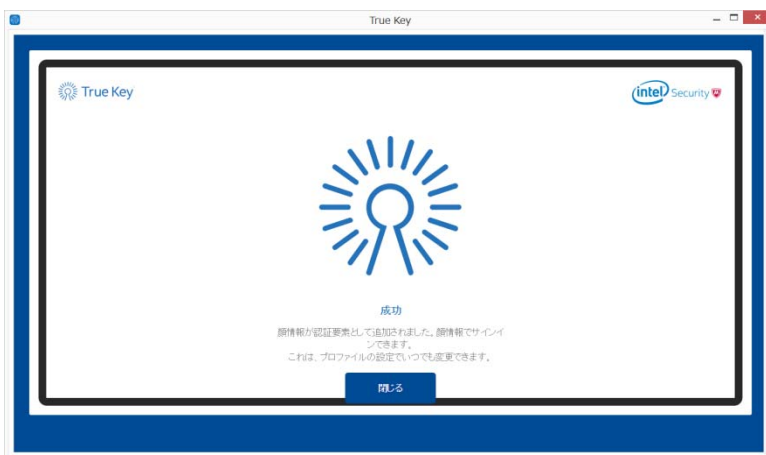 True Key
True Key
intel Security
成功
顔情報が認証要素として追加されました。顔情報でサインイ
ンできます。
これは、プロファイルの設定でいつでも変更できます。
閉じる